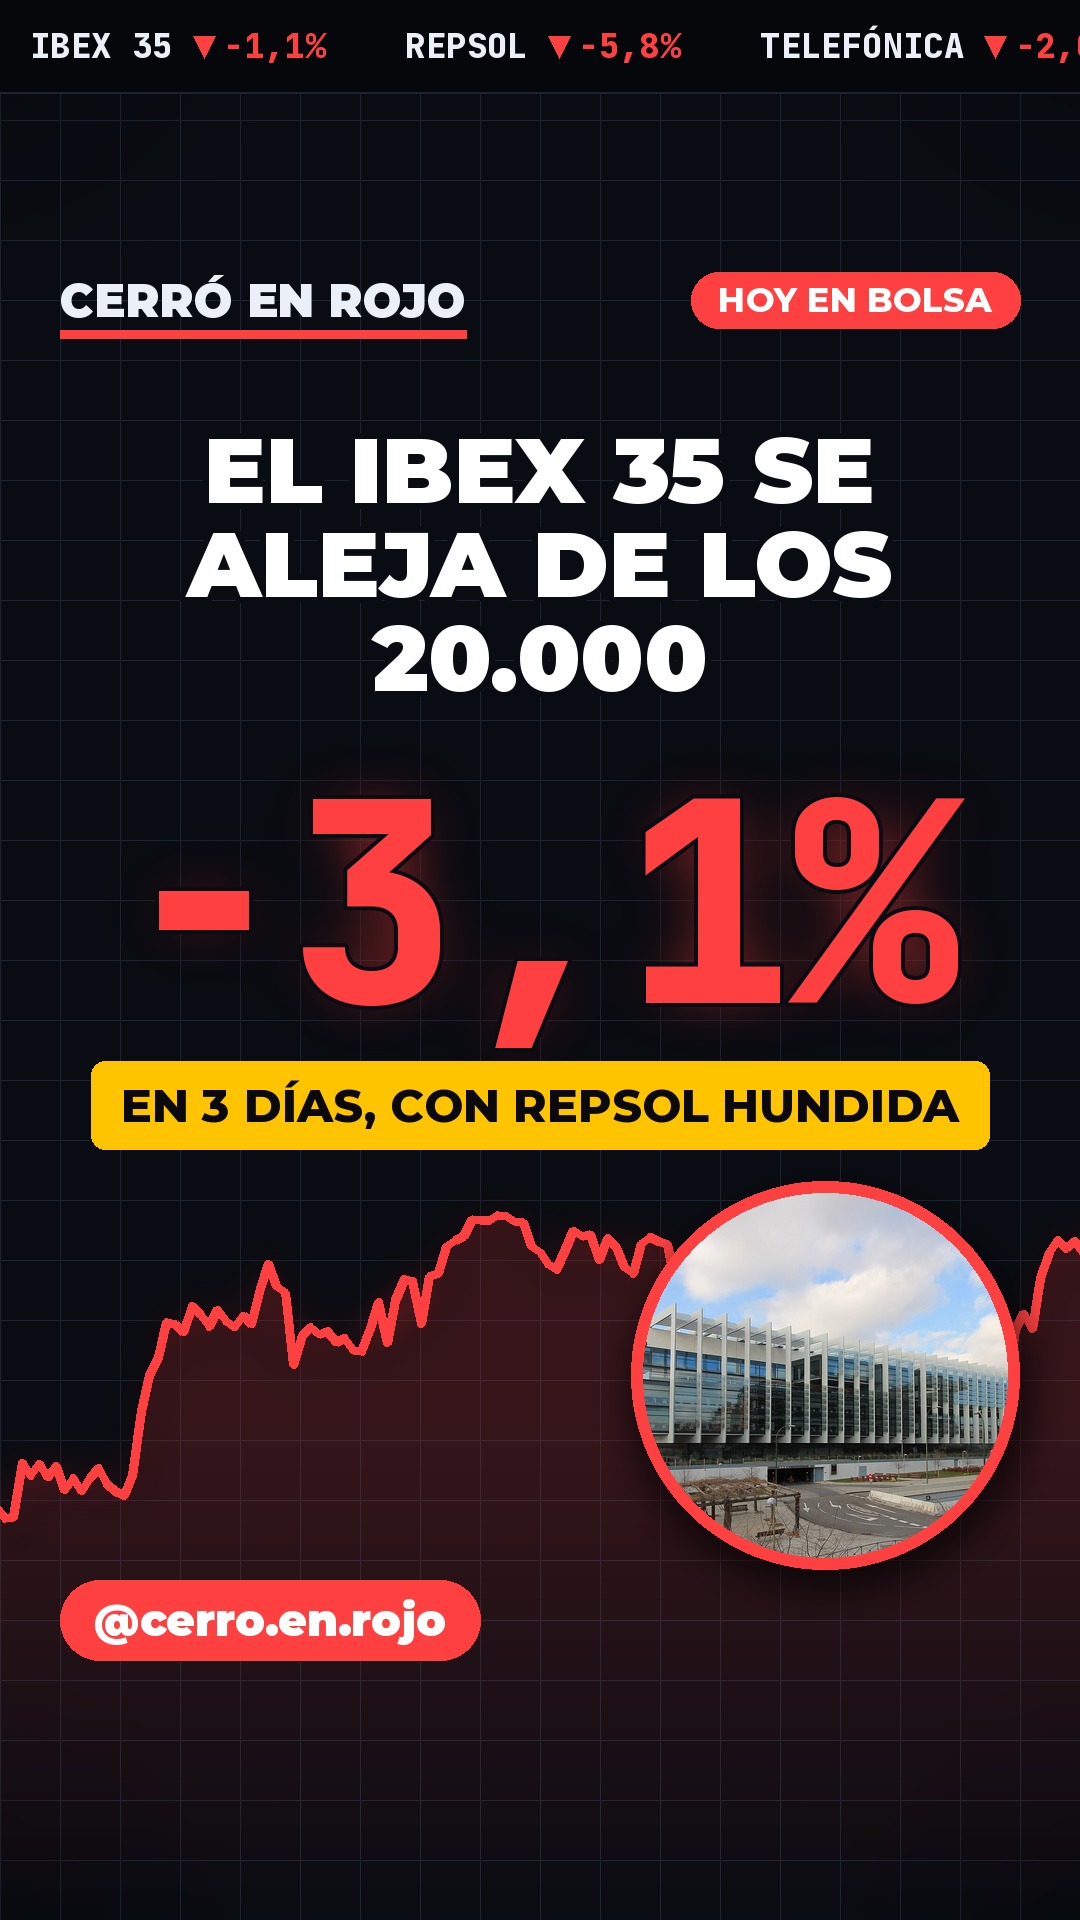 IBEX 35 ▼-1,1% REPSOL ▼-5,8% TELEFÓNICA ▼-2,
CERRÓ EN ROJO
HOY EN BOLSA
EL IBEX 35 SE
ALEJA DE LOS
20.000
-3,1%
EN 3 DÍAS, CON REPSOL HUNDIDA
@cerro.en.rojo